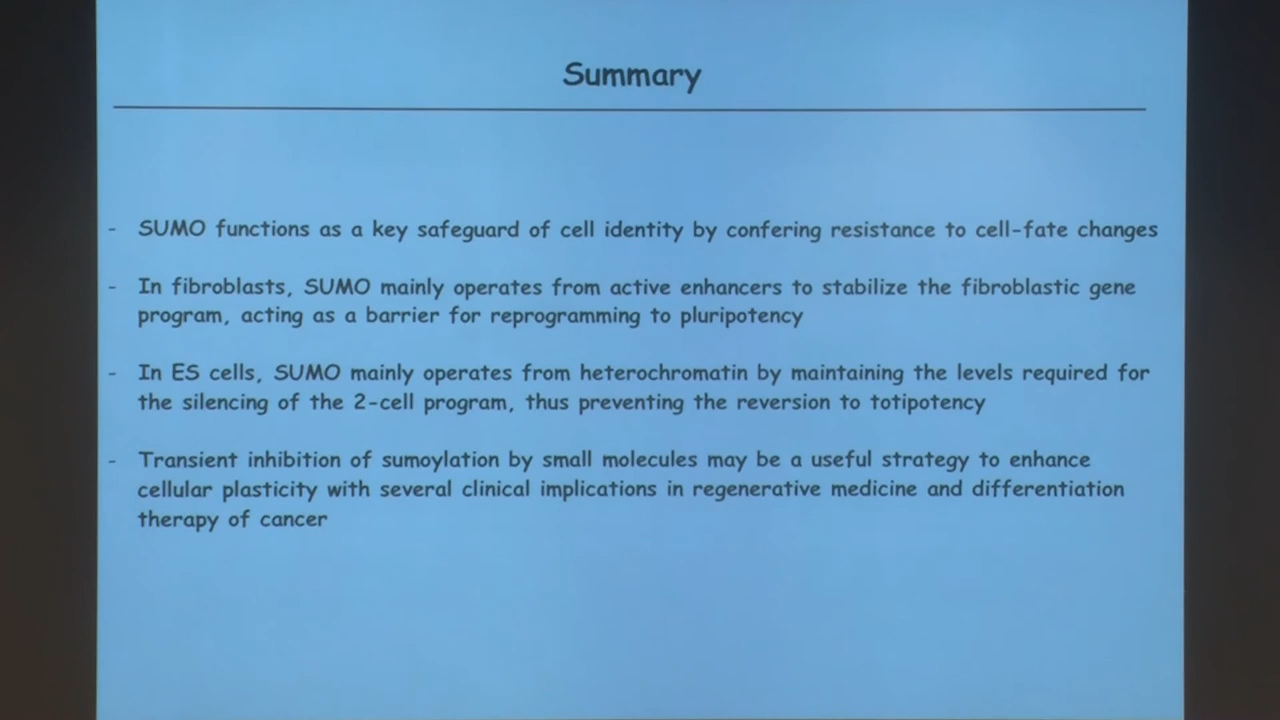 Summary
- SUMO functions as a key safeguard of cell identity by confering resistance to cell-fate changes
- In fibroblasts, SUMO mainly operates from active enhancers to stabilize the fibroblastic gene
program, acting as a barrier for reprogramming to pluripotency
- In ES cells, SUMO mainly operates from heterochromatin by maintaining the levels required for
the silencing of the 2-cell program, thus preventing the reversion to totipotency
- Transient inhibition of sumoylation by small molecules may be a useful strategy to enhance
cellular plasticity with several clinical implications in regenerative medicine and differentiation
therapy of cancer